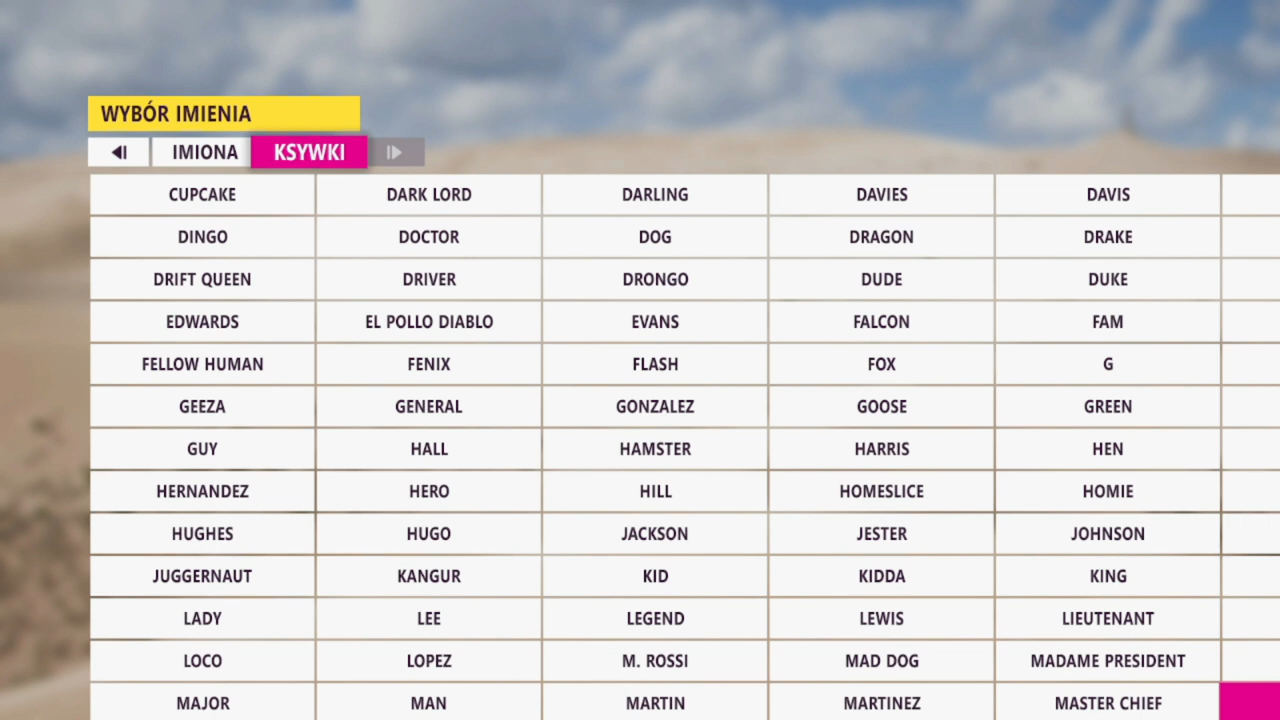 WYBÓR IMIENIA
IMIONA KSYWKI
CUPCAKE DARK LORD DARLING DAVIES DAVIS
DINGO DOCTOR DOG DRAGON DRAKE
DRIFT QUEEN DRIVER DRONGO DUDE DUKE
EDWARDS EL POLLO DIABLO EVANS FALCON FAM
FELLOW HUMAN FENIX FLASH FOX G
GEEZA GENERAL GONZALEZ GOOSE GREEN
GUY HALL HAMSTER HARRIS HEN
HERNANDEZ HERO HILL HOMESLICE HOMIE
HUGHES HUGO JACKSON JESTER JOHNSON
JUGGERNAUT KANGUR KID KIDDA KING
LADY LEE LEGEND LEWIS LIEUTENANT
LOCO LOPEZ M. ROSSI MAD DOG MADAME PRESIDENT
MAJOR MAN MARTIN MARTINEZ MASTER CHIEF